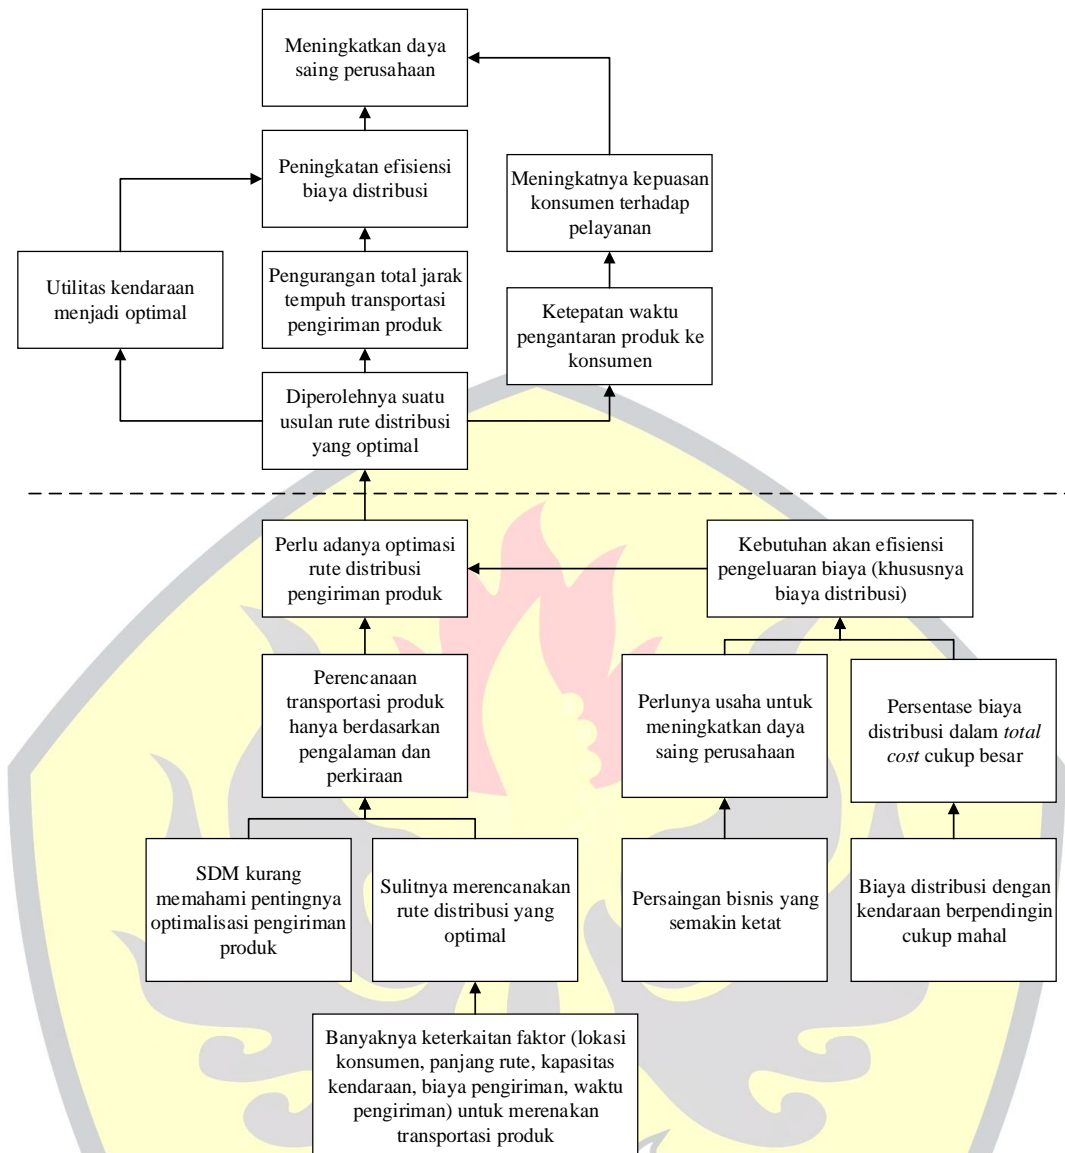 Meningkatkan daya
saing perusahaan
Peningkatan efisiensi
biaya distribusi
Meningkatnya kepuasan
konsumen terhadap
pelayanan
Utilitas kendaraan
menjadi optimal
Pengurangan total jarak
tempuh transportasi
pengiriman produk
Ketepatan waktu
pengantaran produk ke
konsumen
Diperolehnya suatu
usulan rute distribusi
yang optimal
Perlu adanya optimasi
rute distribusi
pengiriman produk
Kebutuhan akan efisiensi
pengeluaran biaya (khususnya
biaya distribusi)
Perencanaan
transportasi produk
hanya berdasarkan
pengalaman dan
perkiraan
Perlunya usaha untuk
meningkatkan daya
saing perusahaan
Persentase biaya
distribusi dalam total
cost cukup besar
SDM kurang
memahami pentingnya
optimalisasi pengiriman
produk
Sulitnya merencanakan
rute distribusi yang
optimal
Persaingan bisnis yang
semakin ketat
Biaya distribusi dengan
kendaraan berpendingin
cukup mahal
Banyaknya keterkaitan faktor (lokasi
konsumen, panjang rute, kapasitas
kendaraan, biaya pengiriman, waktu
pengiriman) untuk merenakan
transportasi produk